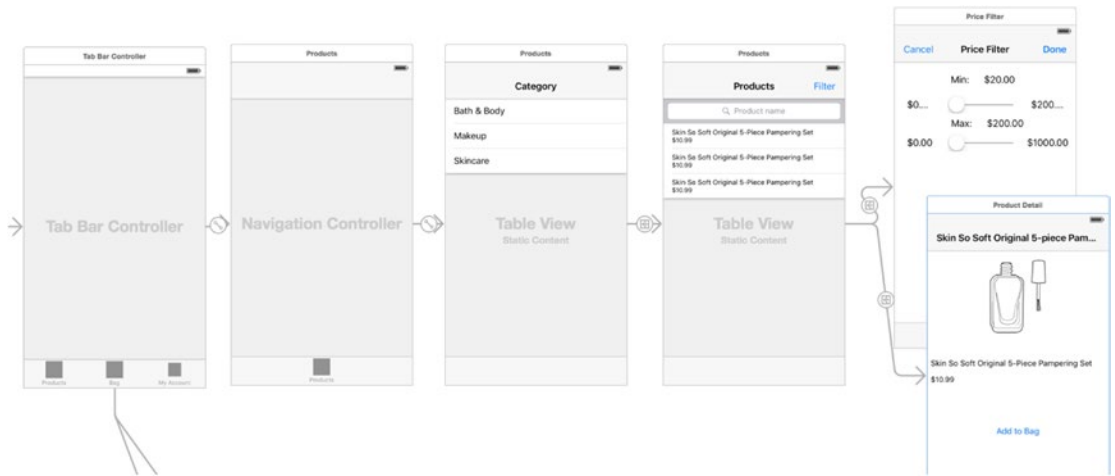 Tab Bar Controller
Tab Bar Controller
Products
Bag
My Account
Products
Navigation Controller
Products
Products
Category
Bath & Body
Makeup
Skincare
Table View
Static Content
Products
Products
Filter
Product name
Skin So Soft Original 5-Piece Pampering Set
$10.99
Skin So Soft Original 5-Piece Pampering Set
$10.99
Skin So Soft Original 5-Piece Pampering Set
$10.99
Table View
Static Content
Price Filter
Cancel
Price Filter
Done
Min: $20.00
$0.... $200....
Max: $200.00
$0.00 $1000.00
Product Detail
Skin So Soft Original 5-piece Pam...
Skin So Soft Original 5-Piece Pampering Set
$10.99
Add to Bag